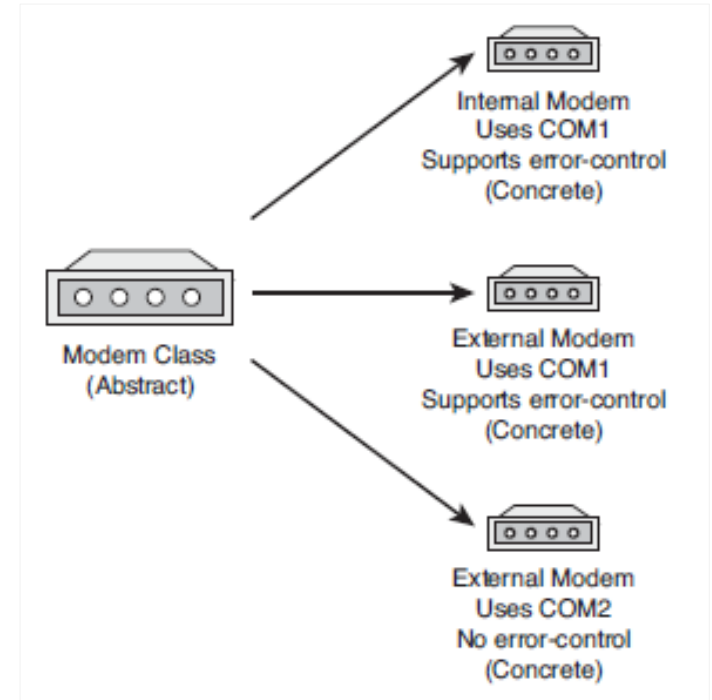 Internal Modem
Uses COM1
Supports error-control
(Concrete)
Modem Class
(Abstract)
External Modem
Uses COM1
Supports error-control
(Concrete)
External Modem
Uses COM2
No error-control
(Concrete)